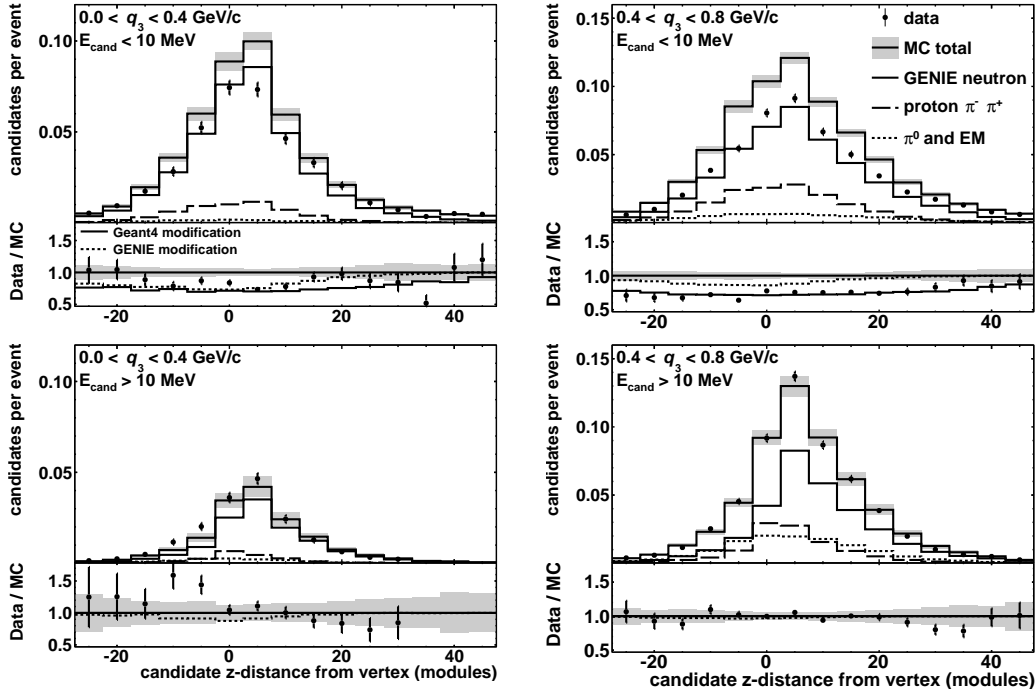 0.0 < q₃ < 0.4 GeV/c
E_cand < 10 MeV
candidates per event
0.10
0.05
Geant4 modification
GENIE modification
Data / MC
1.5
1.0
0.5
-20 0 20 40
0.4 < q₃ < 0.8 GeV/c
E_cand < 10 MeV
data
MC total
GENIE neutron
proton π⁻ π⁺
π⁰ and EM
candidates per event
0.15
0.10
0.05
Data / MC
1.5
1.0
0.5
-20 0 20 40
0.0 < q₃ < 0.4 GeV/c
E_cand > 10 MeV
candidates per event
0.10
0.05
Data / MC
1.5
1.0
0.5
-20 0 20 40
candidate z-distance from vertex (modules)
0.4 < q₃ < 0.8 GeV/c
E_cand > 10 MeV
candidates per event
0.15
0.10
0.05
Data / MC
1.5
1.0
0.5
-20 0 20 40
candidate z-distance from vertex (modules)